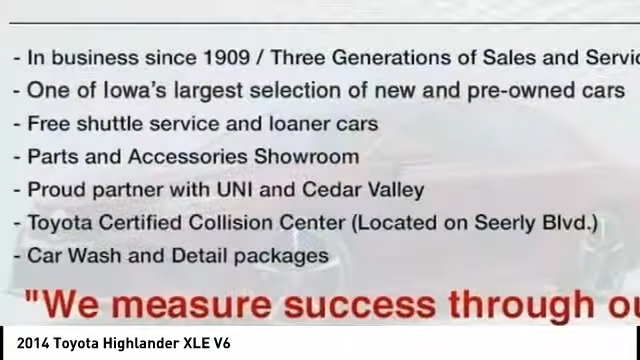 - In business since 1909 / Three Generations of Sales and Servic
- One of Iowa's largest selection of new and pre-owned cars
- Free shuttle service and loaner cars
- Parts and Accessories Showroom
- Proud partner with UNI and Cedar Valley
- Toyota Certified Collision Center (Located on Seerly Blvd.)
- Car Wash and Detail packages
"We measure success through ou
2014 Toyota Highlander XLE V6